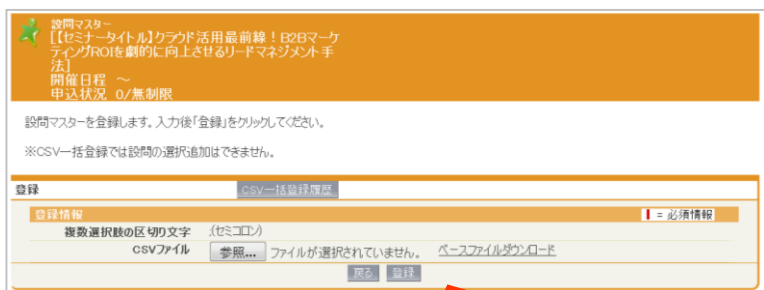 設問マスター
[【セミナータイトル】クラウド活用最前線！B2Bマーケ
ティングROIを劇的に向上させるリードマネジメント手
法]
開催日程 ～
申込状況 0/無制限
設問マスターを登録します。入力後「登録」をクリックしてください。
※CSV一括登録では設問の選択追加はできません。
登録 CSV一括登録履歴
登録情報 = 必須情報
複数選択肢の区切り文字 ;(セミコロン)
CSVファイル 参照... ファイルが選択されていません。 ベースファイルダウンロード
戻る 登録